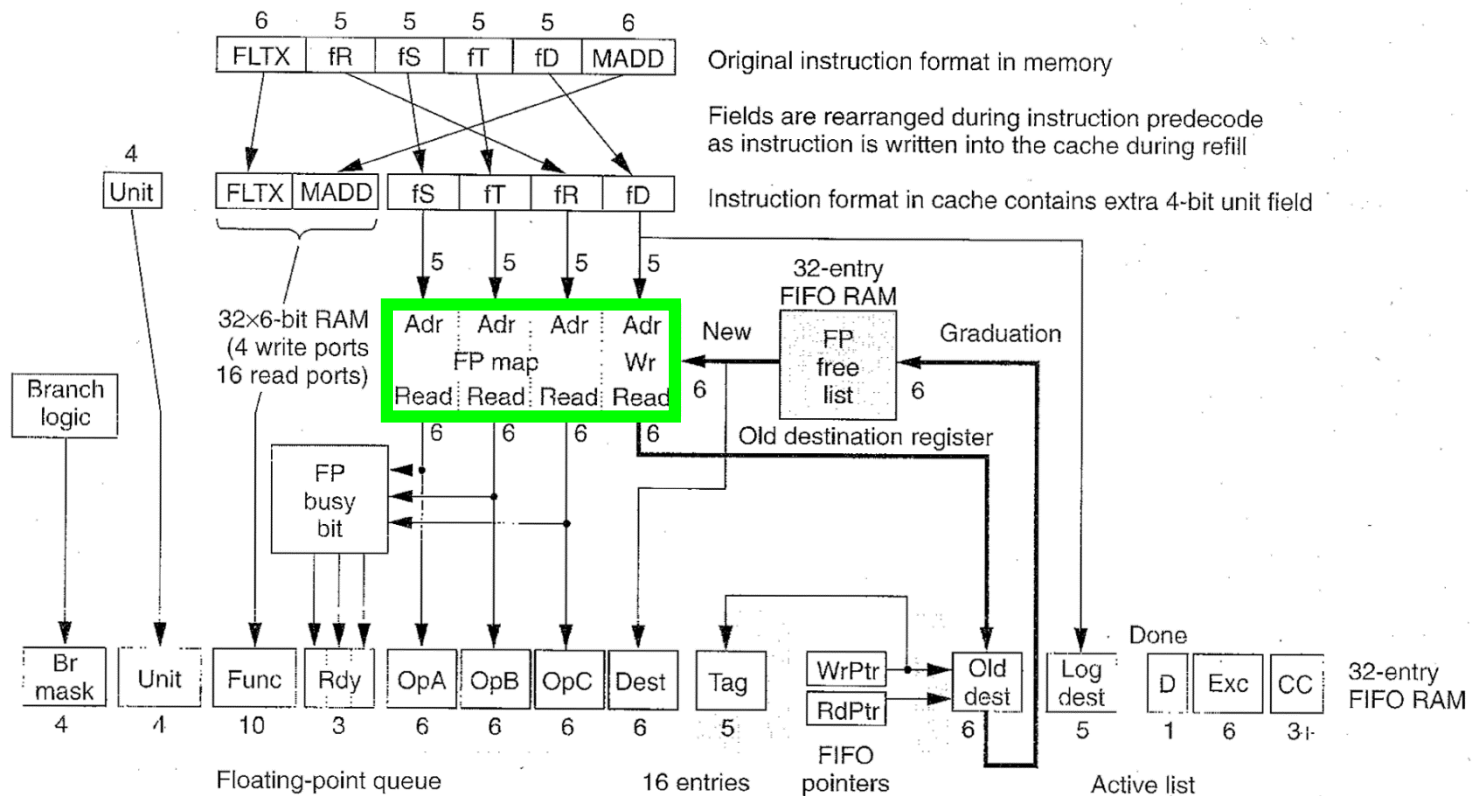 6 5 5 5 5 6
FLTX fR fS fT fD MADD
Original instruction format in memory
Fields are rearranged during instruction predecode
as instruction is written into the cache during refill
4
Unit
FLTX MADD fS fT fR fD
Instruction format in cache contains extra 4-bit unit field
5 5 5 5
32-entry
FIFO RAM
32×6-bit RAM
(4 write ports
16 read ports)
Adr Adr Adr Adr
FP map Wr
Read Read Read Read
New
6
FP
free
list
Graduation
6
Branch
logic
6 6 6 6
Old destination register
FP
busy
bit
Br
mask
4
Unit
4
Func
10
Rdy
3
OpA
6
OpB
6
OpC
6
Dest
6
Tag
5
WrPtr
RdPtr
FIFO
pointers
Old
dest
6
Log
dest
5
Done
D
1
Exc
6
CC
3
32-entry
FIFO RAM
Floating-point queue
16 entries
Active list